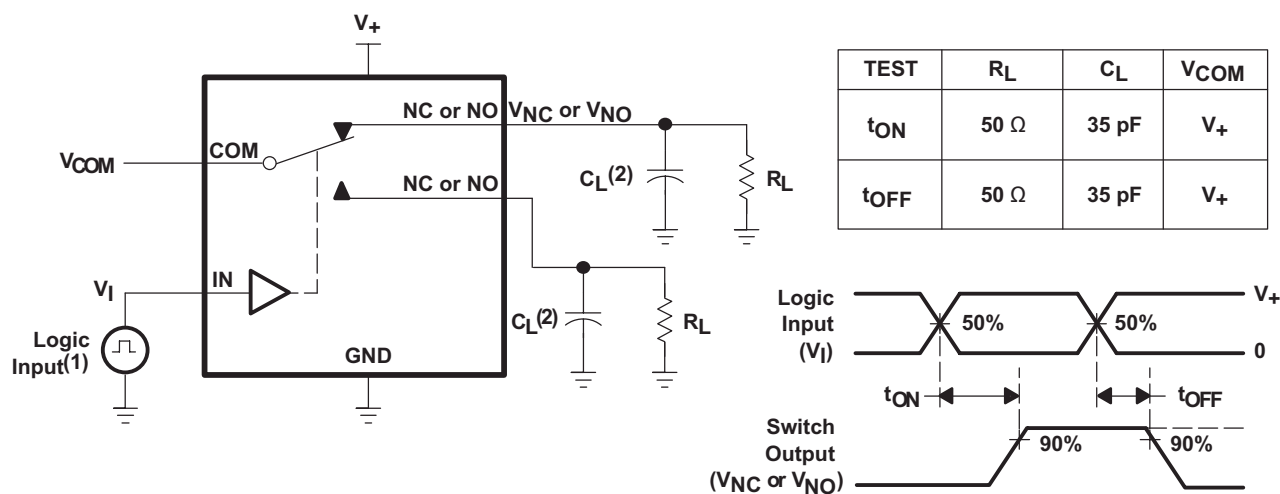 V+
NC or NO VNC or VNO
COM
VCOM
NC or NO
CL(2)
RL
IN
VI
Logic
Input(1)
GND
CL(2)
RL
TEST RL CL VCOM
tON 50 Ω 35 pF V+
tOFF 50 Ω 35 pF V+
Logic
Input
(VI)
50%
50%
V+
0
tON
tOFF
Switch
Output
(VNC or VNO)
90%
90%